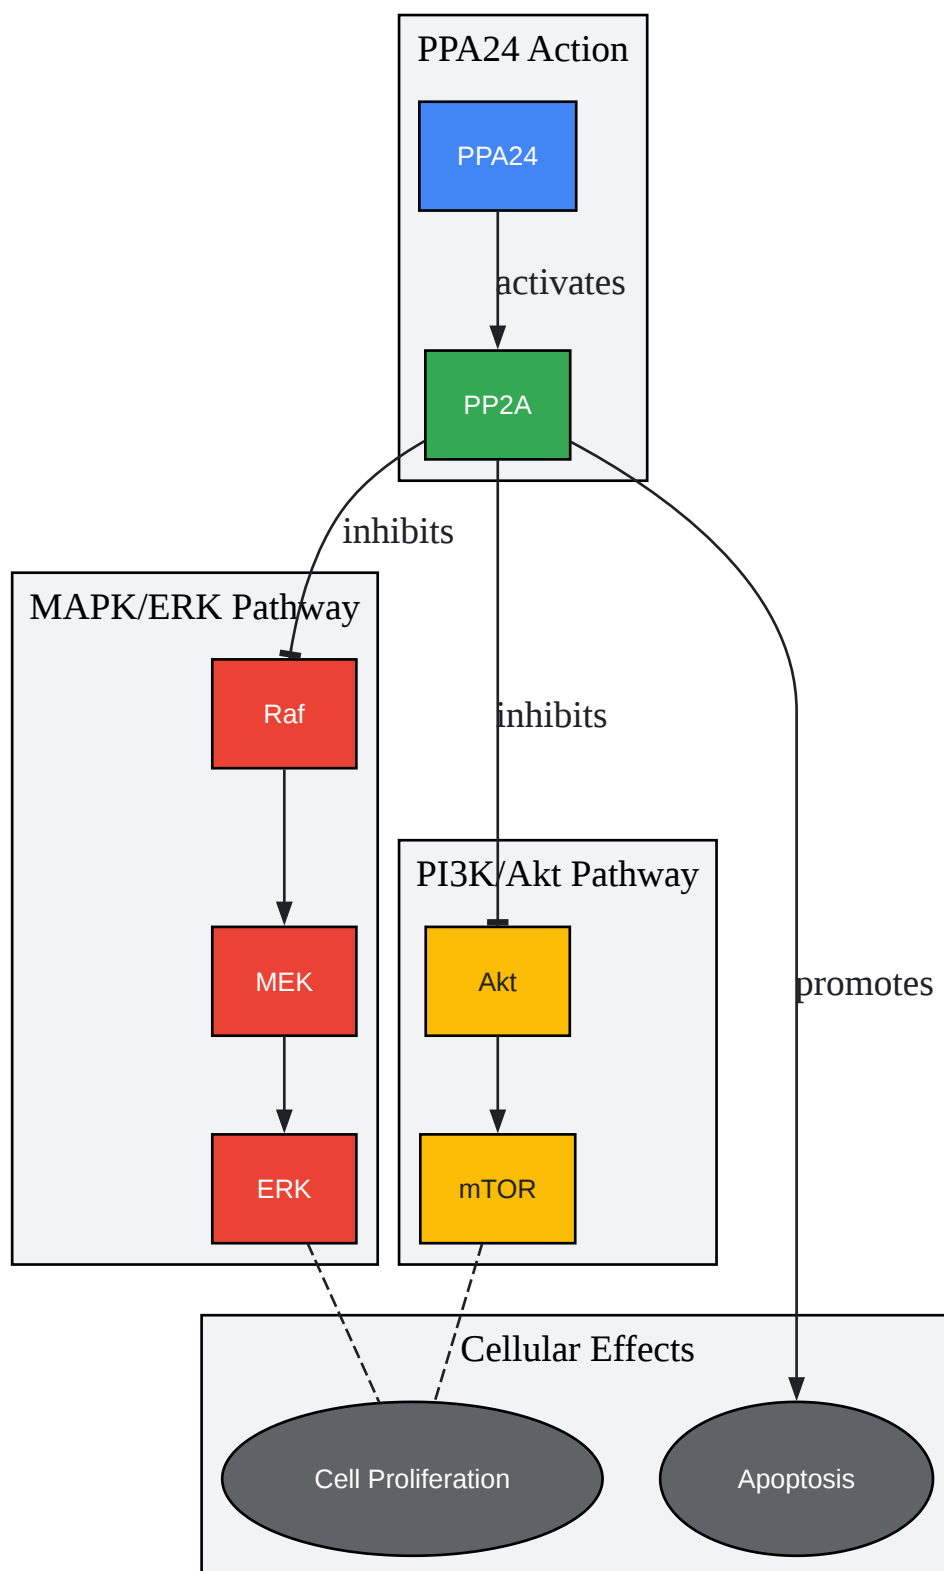 PPA24 Action
PPA24
activates
PP2A
inhibits
MAPK/ERK Pathway
Raf
inhibits
PI3K/Akt Pathway
MEK
Akt
promotes
ERK
mTOR
Cellular Effects
Cell Proliferation
Apoptosis